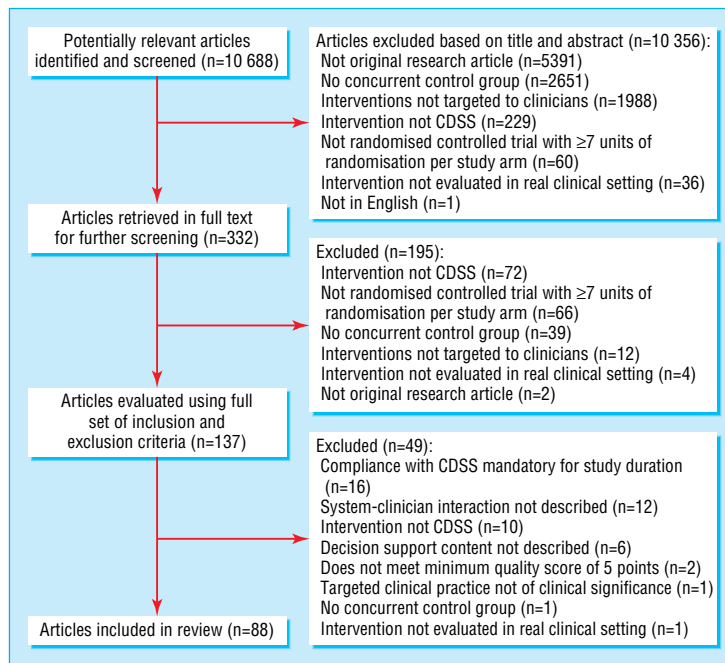 Potentially relevant articles
identified and screened (n=10 688)
Articles excluded based on title and abstract (n=10 356):
Not original research article (n=5391)
No concurrent control group (n=2651)
Interventions not targeted to clinicians (n=1988)
Intervention not CDSS (n=229)
Not randomised controlled trial with ≥7 units of
randomisation per study arm (n=60)
Intervention not evaluated in real clinical setting (n=36)
Not in English (n=1)
Articles retrieved in full text
for further screening (n=332)
Excluded (n=195):
Intervention not CDSS (n=72)
Not randomised controlled trial with ≥7 units of
randomisation per study arm (n=66)
No concurrent control group (n=39)
Interventions not targeted to clinicians (n=12)
Intervention not evaluated in real clinical setting (n=4)
Not original research article (n=2)
Articles evaluated using full
set of inclusion and
exclusion criteria (n=137)
Excluded (n=49):
Compliance with CDSS mandatory for study duration
(n=16)
System-clinician interaction not described (n=12)
Intervention not CDSS (n=10)
Decision support content not described (n=6)
Does not meet minimum quality score of 5 points (n=2)
Targeted clinical practice not of clinical significance (n=1)
No concurrent control group (n=1)
Intervention not evaluated in real clinical setting (n=1)
Articles included in review (n=88)